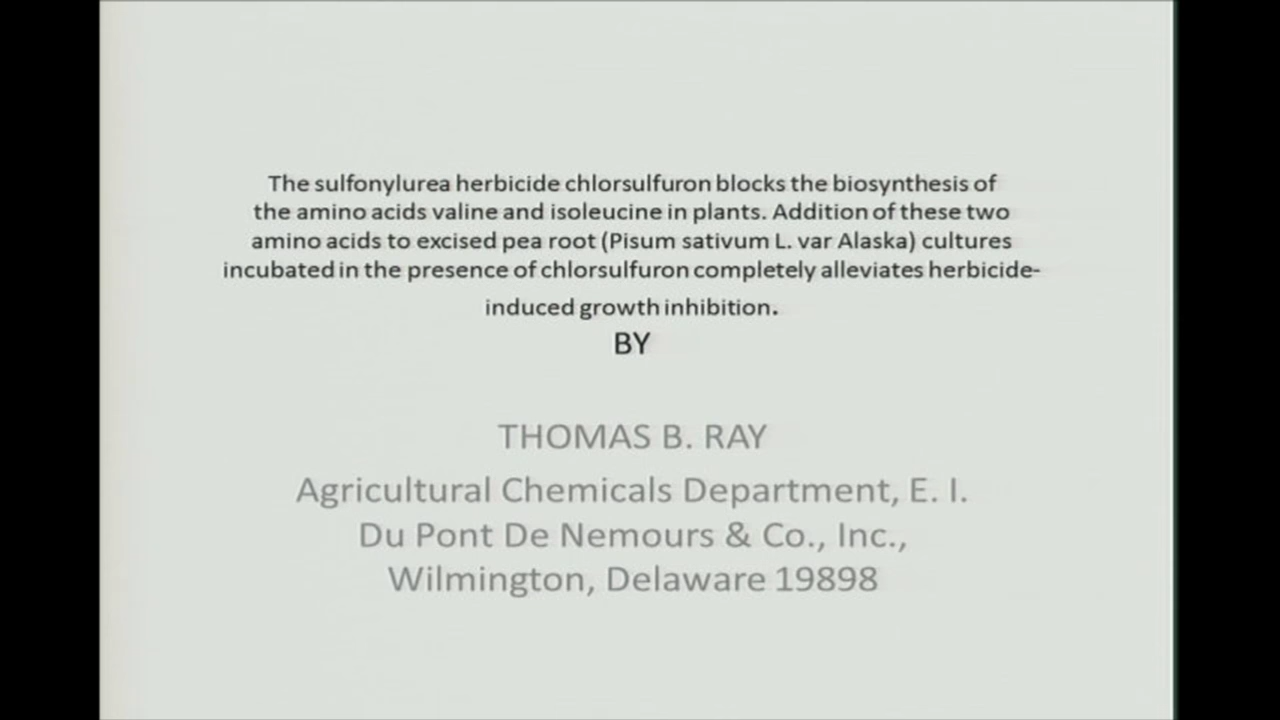 The sulfonylurea herbicide chlorsulfuron blocks the biosynthesis of
the amino acids valine and isoleucine in plants. Addition of these two
amino acids to excised pea root (Pisum sativum L. var Alaska) cultures
incubated in the presence of chlorsulfuron completely alleviates herbicide-
induced growth inhibition.
BY
THOMAS B. RAY
Agricultural Chemicals Department, E. I.
Du Pont De Nemours & Co., Inc.,
Wilmington, Delaware 19898